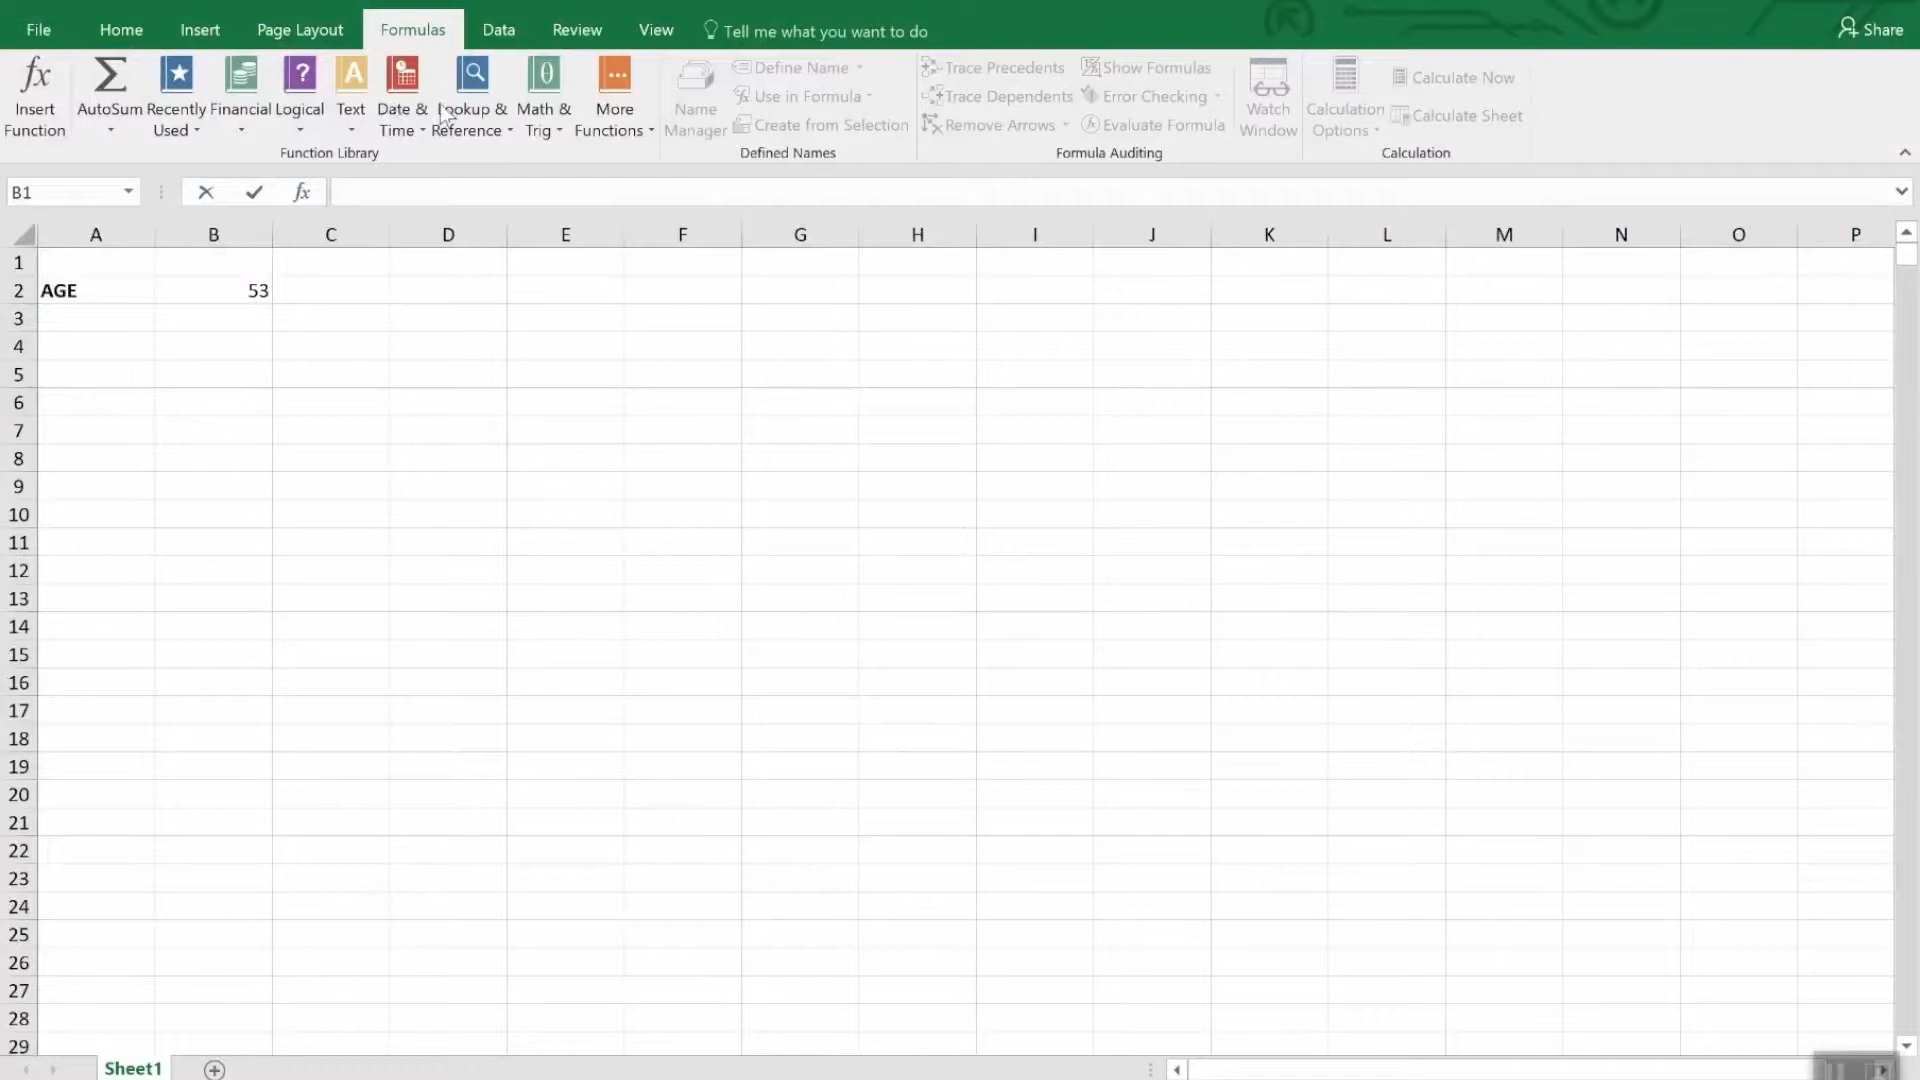 File Home Insert Page Layout Formulas Data Review View Tell me what you want to do Share
fx Σ ? A θ ...
Insert Function
AutoSum
Recently Used
Financial
Logical
Text
Date & Time
Lookup & Reference
Math & Trig
More Functions
Function Library
Name Manager
Define Name
Use in Formula
Create from Selection
Defined Names
Trace Precedents
Trace Dependents
Remove Arrows
Show Formulas
Error Checking
Evaluate Formula
Formula Auditing
Watch Window
Calculation Options
Calculate Now
Calculate Sheet
Calculation
B1 fx
A B C D E F G H I J K L M N O P
1
2 AGE 53
3
4
5
6
7
8
9
10
11
12
13
14
15
16
17
18
19
20
21
22
23
24
25
26
27
28
29
Sheet1